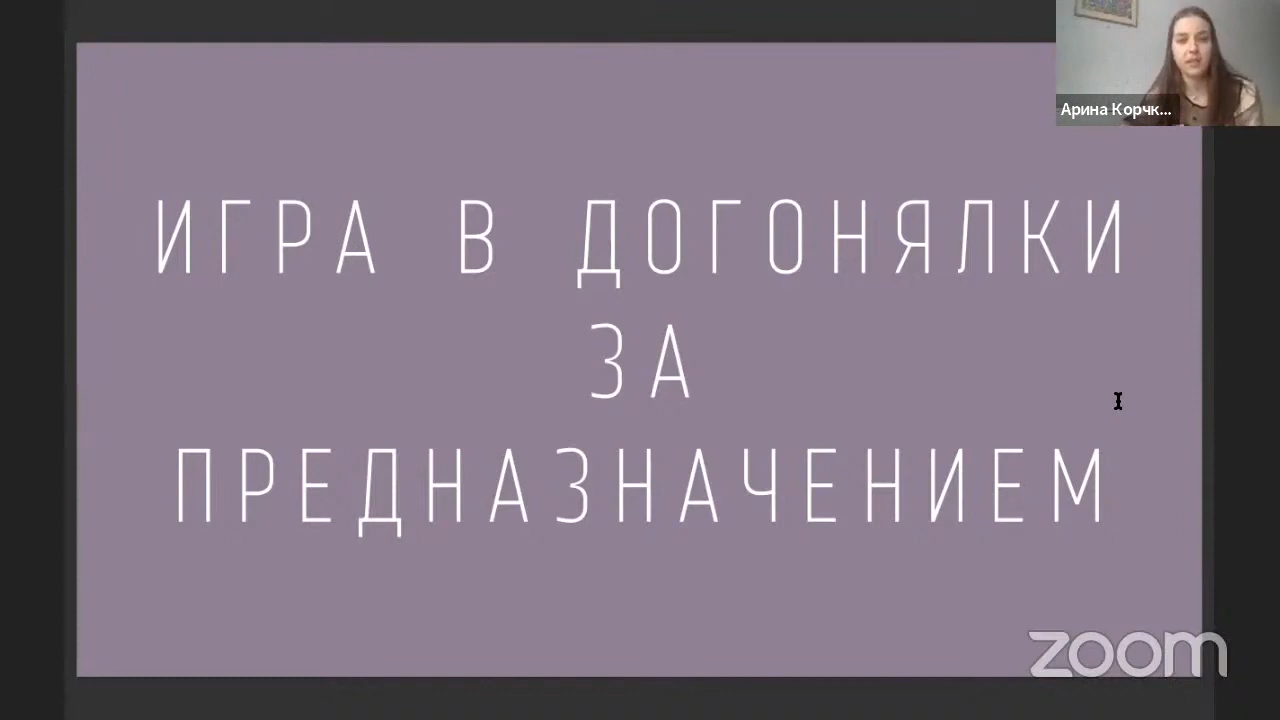 Арина Корчк...
ИГРА В ДОГОНЯЛКИ
ЗА
ПРЕДНАЗНАЧЕНИЕМ
zoom